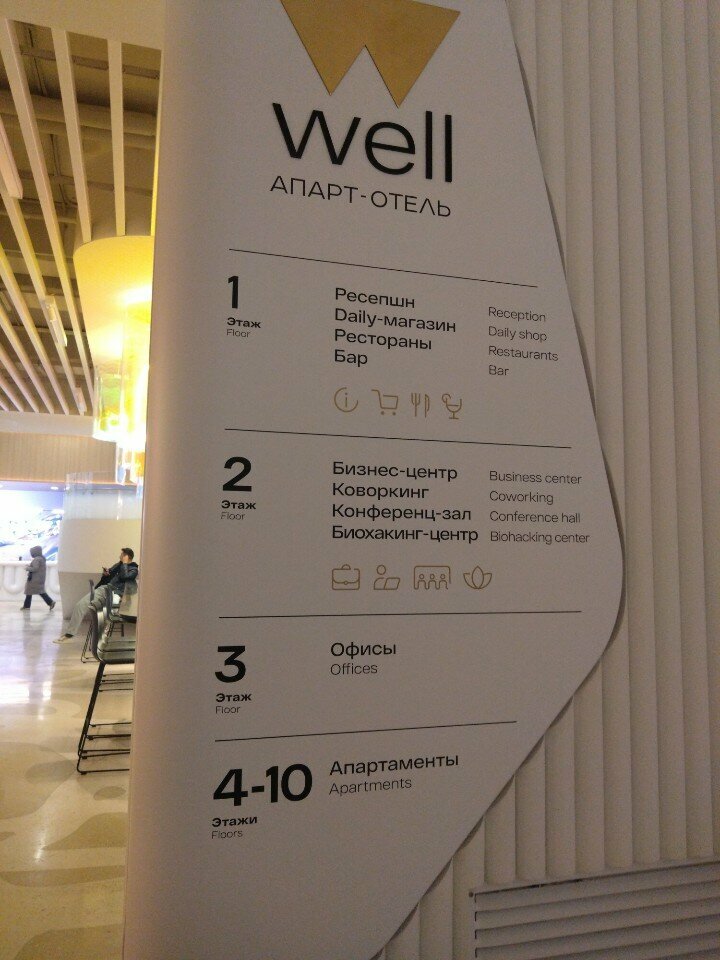 well
АПАРТ-ОТЕЛЬ
1
Этаж
Floor
Ресепшн
Daily-магазин
Рестораны
Бар
Reception
Daily shop
Restaurants
Bar
2
Этаж
Floor
Бизнес-центр
Коворкинг
Конференц-зал
Биохакинг-центр
Business center
Coworking
Conference hall
Biohacking center
3
Этаж
Floor
Офисы
Offices
4-10
Этажи
Floors
Апартаменты
Apartments